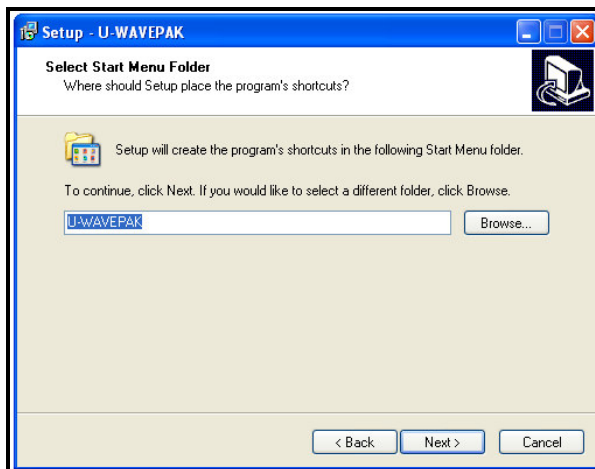 Setup - U-WAVEPAK
Select Start Menu Folder
Where should Setup place the program's shortcuts?
Setup will create the program's shortcuts in the following Start Menu folder.
To continue, click Next. If you would like to select a different folder, click Browse.
U-WAVEPAK
Browse...
< Back
Next >
Cancel